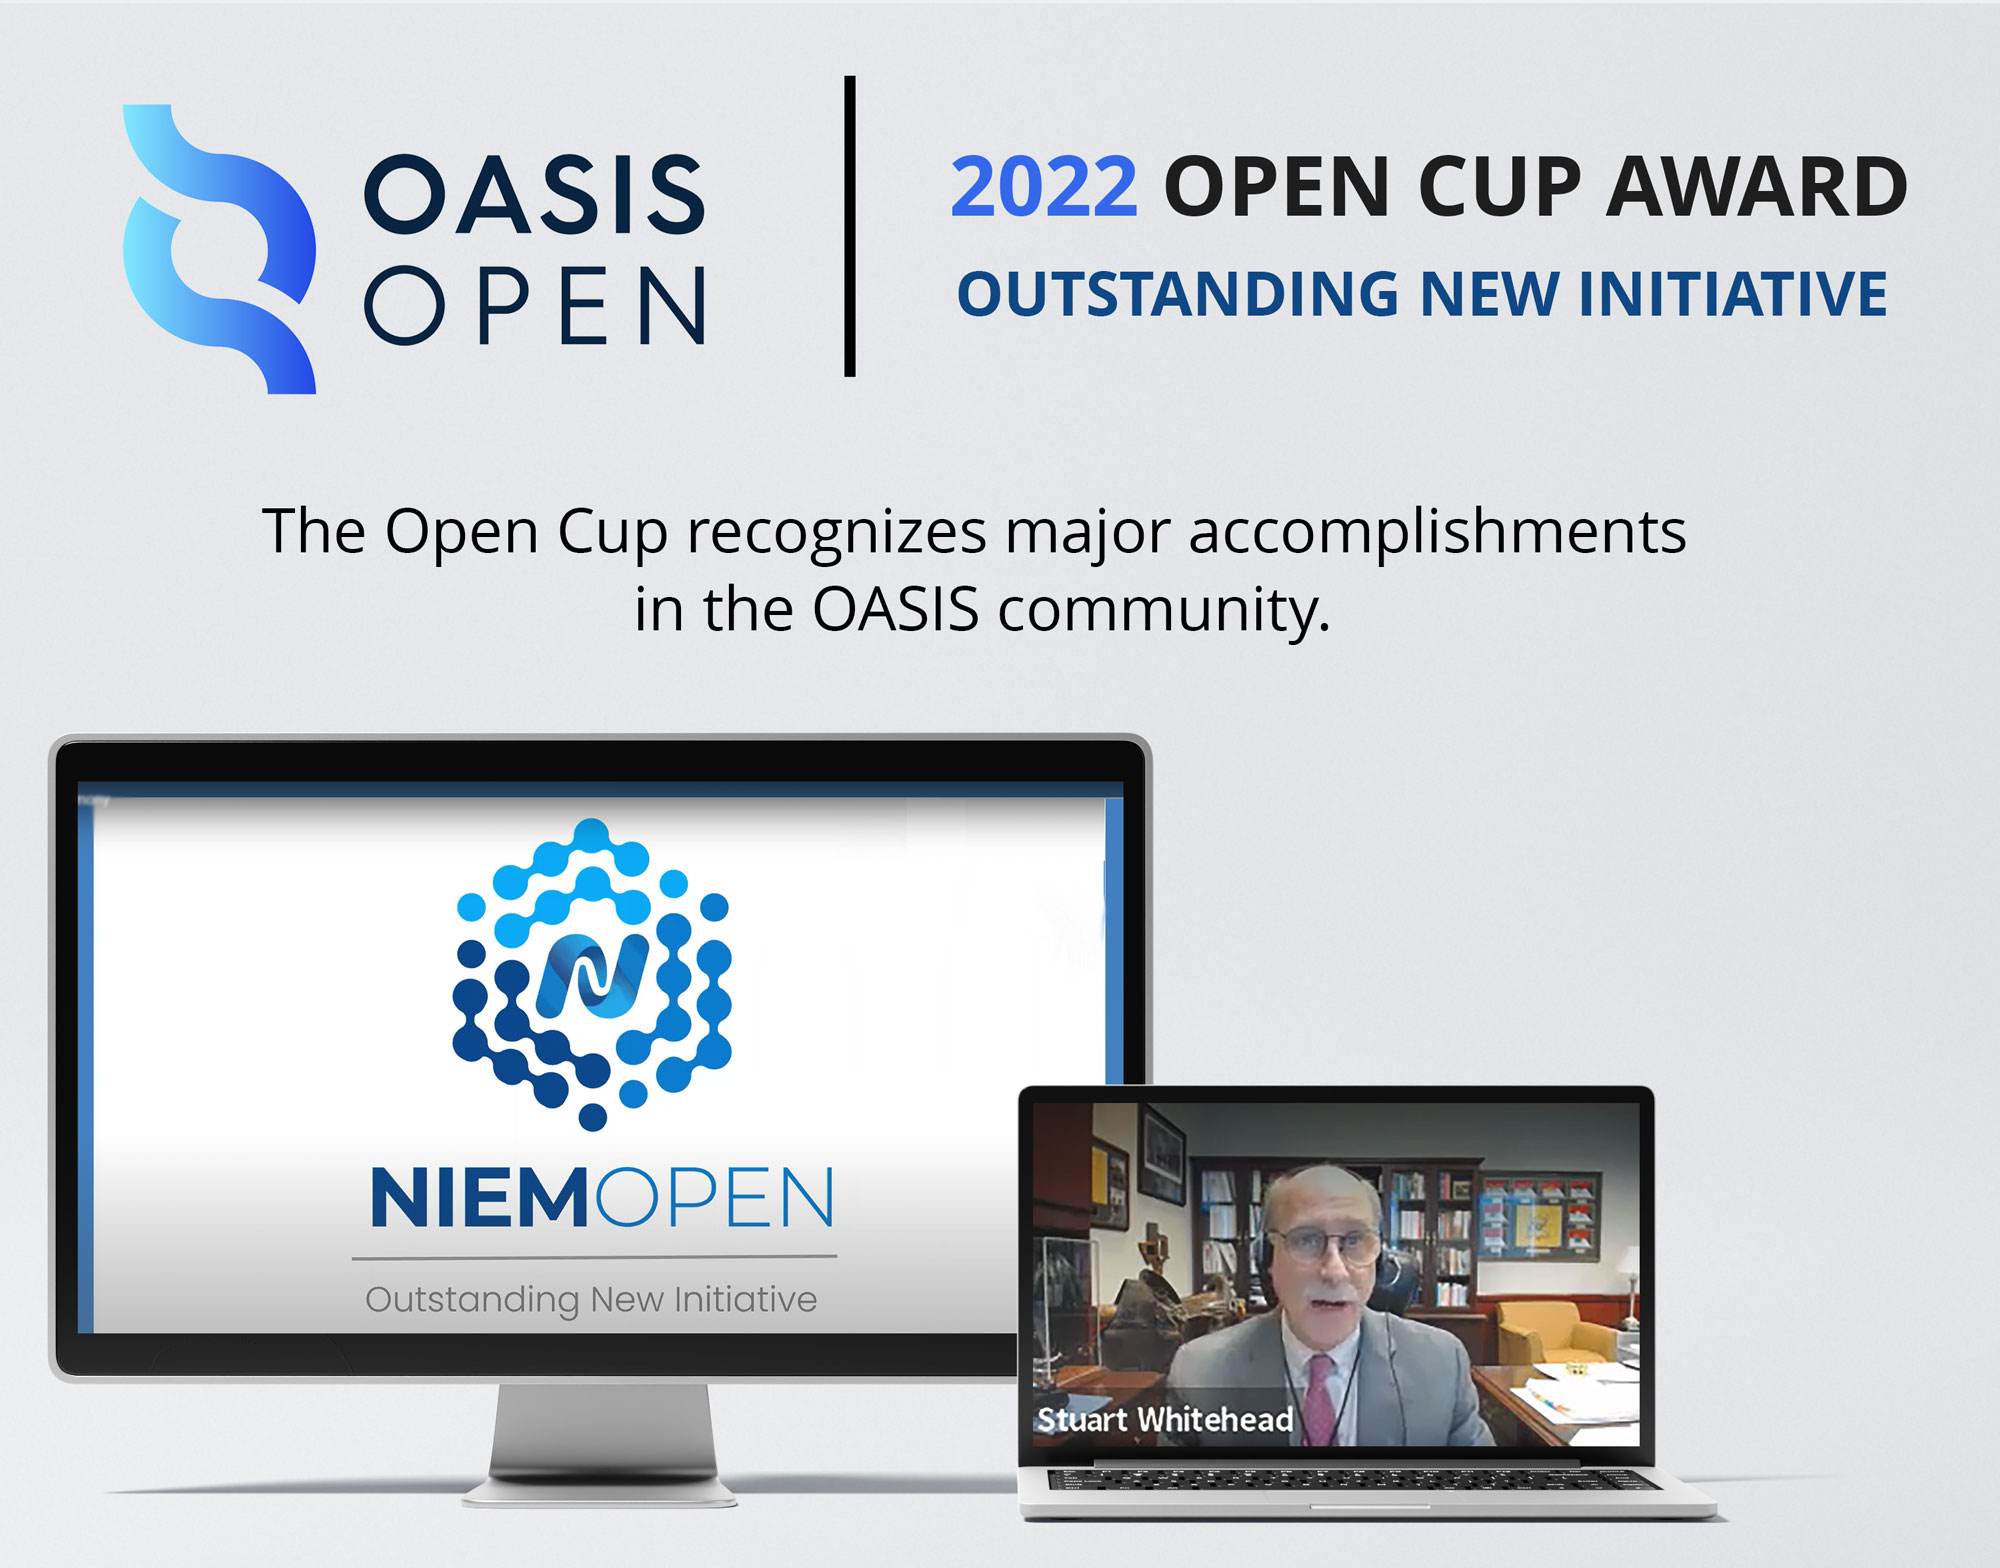 OASIS
OPEN
2022 OPEN CUP AWARD
OUTSTANDING NEW INITIATIVE
The Open Cup recognizes major accomplishments
in the OASIS community.
NIEMOPEN
Outstanding New Initiative
Stuart Whitehead